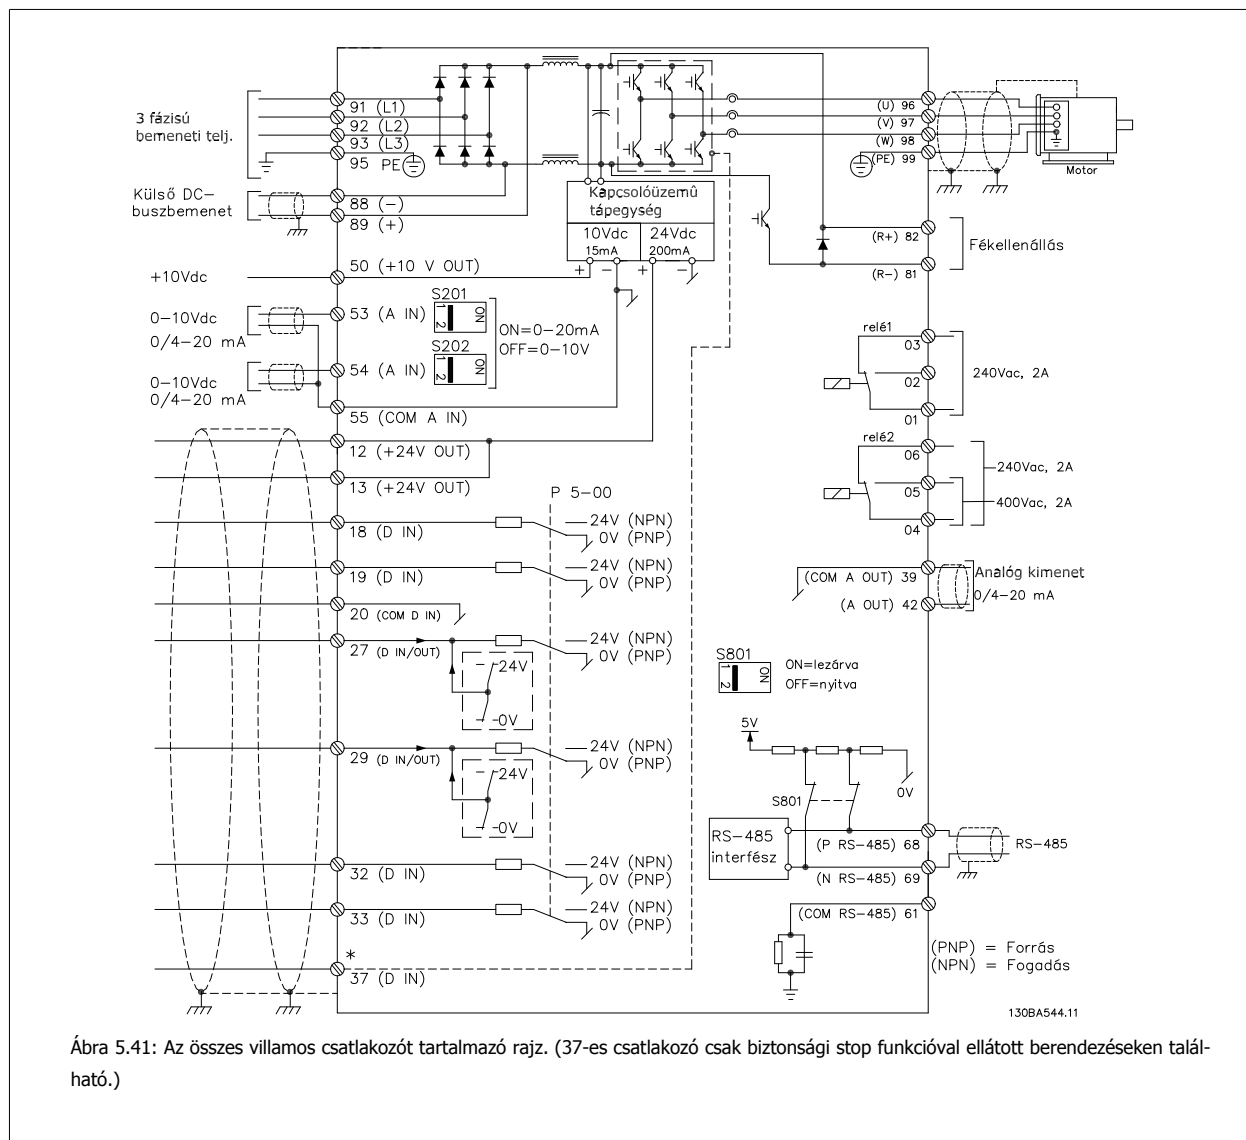 3 fázisú
bemeneti telj.
91 (L1)
92 (L2)
93 (L3)
95 PE
Külső DC-
buszbemenet
88 (−)
89 (+)
+10Vdc
50 (+10 V OUT)
0−10Vdc
0/4−20 mA
53 (A IN)
S201
1 2
ON
ON=0−20mA
OFF=0−10V
S202
1 2
ON
0−10Vdc
0/4−20 mA
54 (A IN)
55 (COM A IN)
12 (+24V OUT)
13 (+24V OUT)
Kapcsolóüzemû
tápegység
10Vdc
15mA
24Vdc
200mA
+ − + −
P 5-00
18 (D IN)
24V (NPN)
0V (PNP)
19 (D IN)
24V (NPN)
0V (PNP)
20 (COM D IN)
27 (D IN/OUT)
24V (NPN)
0V (PNP)
24V
0V
29 (D IN/OUT)
24V (NPN)
0V (PNP)
24V
0V
32 (D IN)
24V (NPN)
0V (PNP)
33 (D IN)
24V (NPN)
0V (PNP)
*
37 (D IN)
(U) 96
(V) 97
(W) 98
(PE) 99
Motor
(R+) 82
(R−) 81
Fékellenállás
relé1
03
02
01
240Vac, 2A
relé2
06
05
04
240Vac, 2A
400Vac, 2A
(COM A OUT) 39
(A OUT) 42
Analóg kimenet
0/4−20 mA
S801
1 2
ON
ON=lezárva
OFF=nyitva
5V
S801
0V
RS−485
interfész
(P RS−485) 68
(N RS−485) 69
RS−485
(COM RS−485) 61
(PNP) = Forrás
(NPN) = Fogadás
130BA544.11
Ábra 5.41: Az összes villamos csatlakozót tartalmazó rajz. (37-es csatlakozó csak biztonsági stop funkcióval ellátott berendezéseken talál-
ható.)